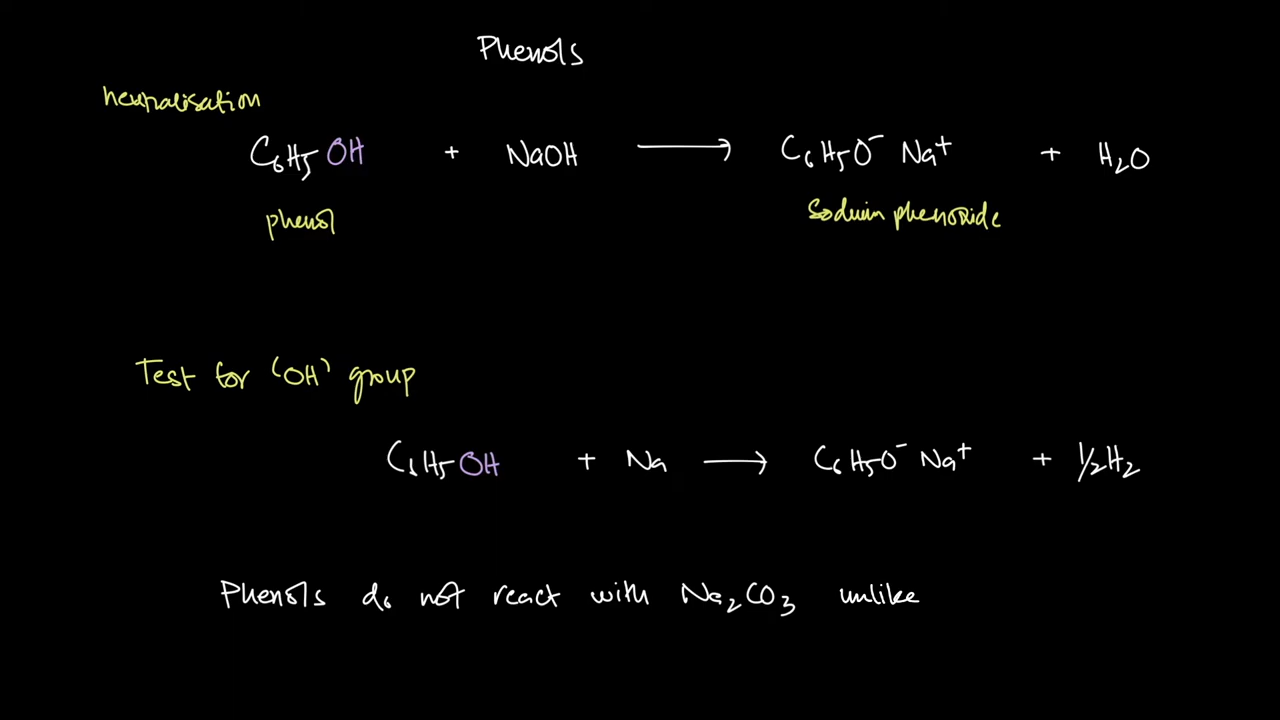 Phenols
neutralisation
C₆H₅OH + NaOH ⟶ C₆H₅O⁻ Na⁺ + H₂O
phenol sodium phenoxide
Test for 'OH' group
C₆H₅OH + Na ⟶ C₆H₅O⁻ Na⁺ + 1/2H₂
Phenols do not react with Na₂CO₃ unlike